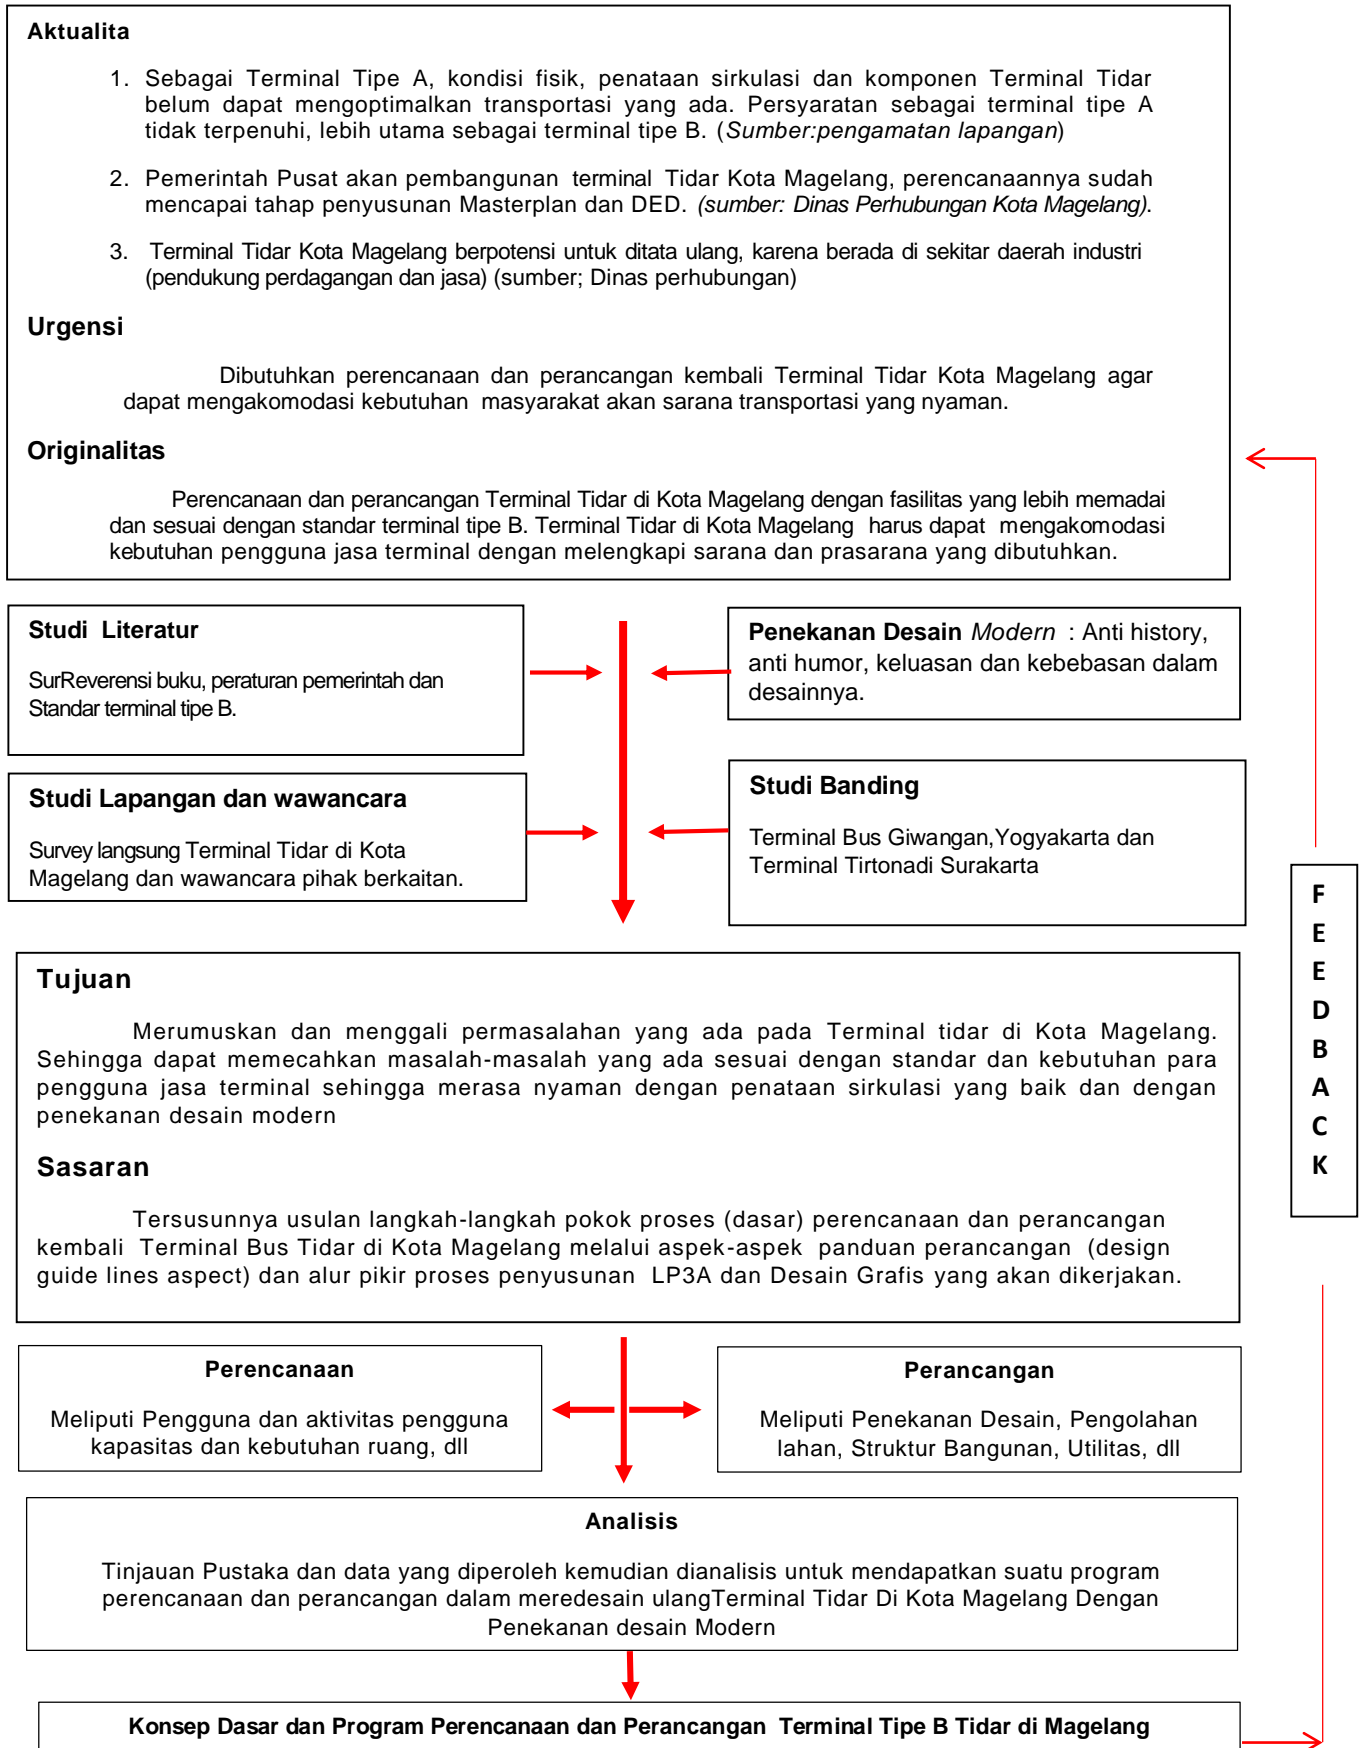 Aktualita
1. Sebagai Terminal Tipe A, kondisi fisik, penataan sirkulasi dan komponen Terminal Tidar
belum dapat mengoptimalkan transportasi yang ada. Persyaratan sebagai terminal tipe A
tidak terpenuhi, lebih utama sebagai terminal tipe B. (Sumber:pengamatan lapangan)
2. Pemerintah Pusat akan pembangunan terminal Tidar Kota Magelang, perencanaannya sudah
mencapai tahap penyusunan Masterplan dan DED. (sumber: Dinas Perhubungan Kota Magelang).
3. Terminal Tidar Kota Magelang berpotensi untuk ditata ulang, karena berada di sekitar daerah industri
(pendukung perdagangan dan jasa) (sumber; Dinas perhubungan)
Urgensi
Dibutuhkan perencanaan dan perancangan kembali Terminal Tidar Kota Magelang agar
dapat mengakomodasi kebutuhan masyarakat akan sarana transportasi yang nyaman.
Originalitas
Perencanaan dan perancangan Terminal Tidar di Kota Magelang dengan fasilitas yang lebih memadai
dan sesuai dengan standar terminal tipe B. Terminal Tidar di Kota Magelang harus dapat mengakomodasi
kebutuhan pengguna jasa terminal dengan melengkapi sarana dan prasarana yang dibutuhkan.
Studi Literatur
SurReverensi buku, peraturan pemerintah dan
Standar terminal tipe B.
Penekanan Desain Modern : Anti history,
anti humor, keluasan dan kebebasan dalam
desainnya.
Studi Lapangan dan wawancara
Survey langsung Terminal Tidar di Kota
Magelang dan wawancara pihak berkaitan.
Studi Banding
Terminal Bus Giwangan,Yogyakarta dan
Terminal Tirtonadi Surakarta
F
E
E
D
B
A
C
K
Tujuan
Merumuskan dan menggali permasalahan yang ada pada Terminal tidar di Kota Magelang.
Sehingga dapat memecahkan masalah-masalah yang ada sesuai dengan standar dan kebutuhan para
pengguna jasa terminal sehingga merasa nyaman dengan penataan sirkulasi yang baik dan dengan
penekanan desain modern
Sasaran
Tersusunnya usulan langkah-langkah pokok proses (dasar) perencanaan dan perancangan
kembali Terminal Bus Tidar di Kota Magelang melalui aspek-aspek panduan perancangan (design
guide lines aspect) dan alur pikir proses penyusunan LP3A dan Desain Grafis yang akan dikerjakan.
Perencanaan
Meliputi Pengguna dan aktivitas pengguna
kapasitas dan kebutuhan ruang, dll
Perancangan
Meliputi Penekanan Desain, Pengolahan
lahan, Struktur Bangunan, Utilitas, dll
Analisis
Tinjauan Pustaka dan data yang diperoleh kemudian dianalisis untuk mendapatkan suatu program
perencanaan dan perancangan dalam meredesain ulangTerminal Tidar Di Kota Magelang Dengan
Penekanan desain Modern
Konsep Dasar dan Program Perencanaan dan Perancangan Terminal Tipe B Tidar di Magelang